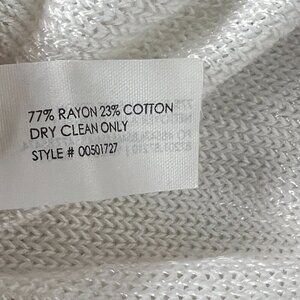 77% RAYON 23% COTTON
DRY CLEAN ONLY
STYLE # 00501727